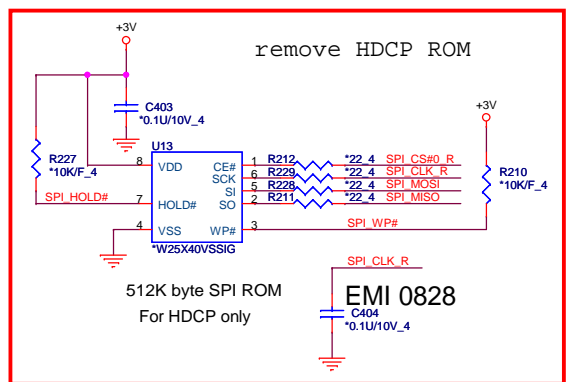 +3V
remove HDCP ROM
C403
*0.1U/10V_4
+3V
U13
R227
*10K/F_4
8 VDD CE# 1 R212 *22_4 SPI_CS#0_R
SCK 6 R229 *22_4 SPI_CLK_R
SI 5 R228 *22_4 SPI_MOSI
SPI_HOLD# 7 HOLD# SO 2 R211 *22_4 SPI_MISO
R210
*10K/F_4
4 VSS WP# 3 SPI_WP#
*W25X40VSSIG
SPI_CLK_R
512K byte SPI ROM
For HDCP only
EMI 0828
C404
*0.1U/10V_4